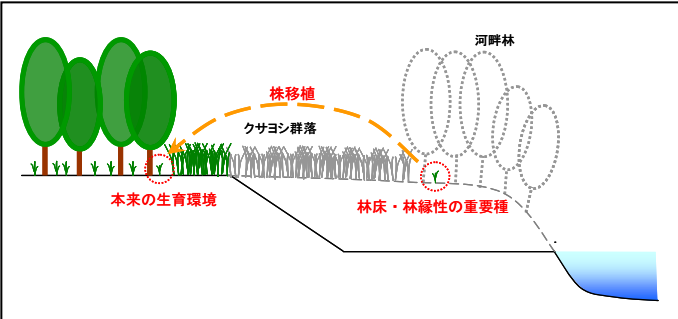 河畔林
株移植
クサヨシ群落
本来の生育環境
林床・林縁性の重要種